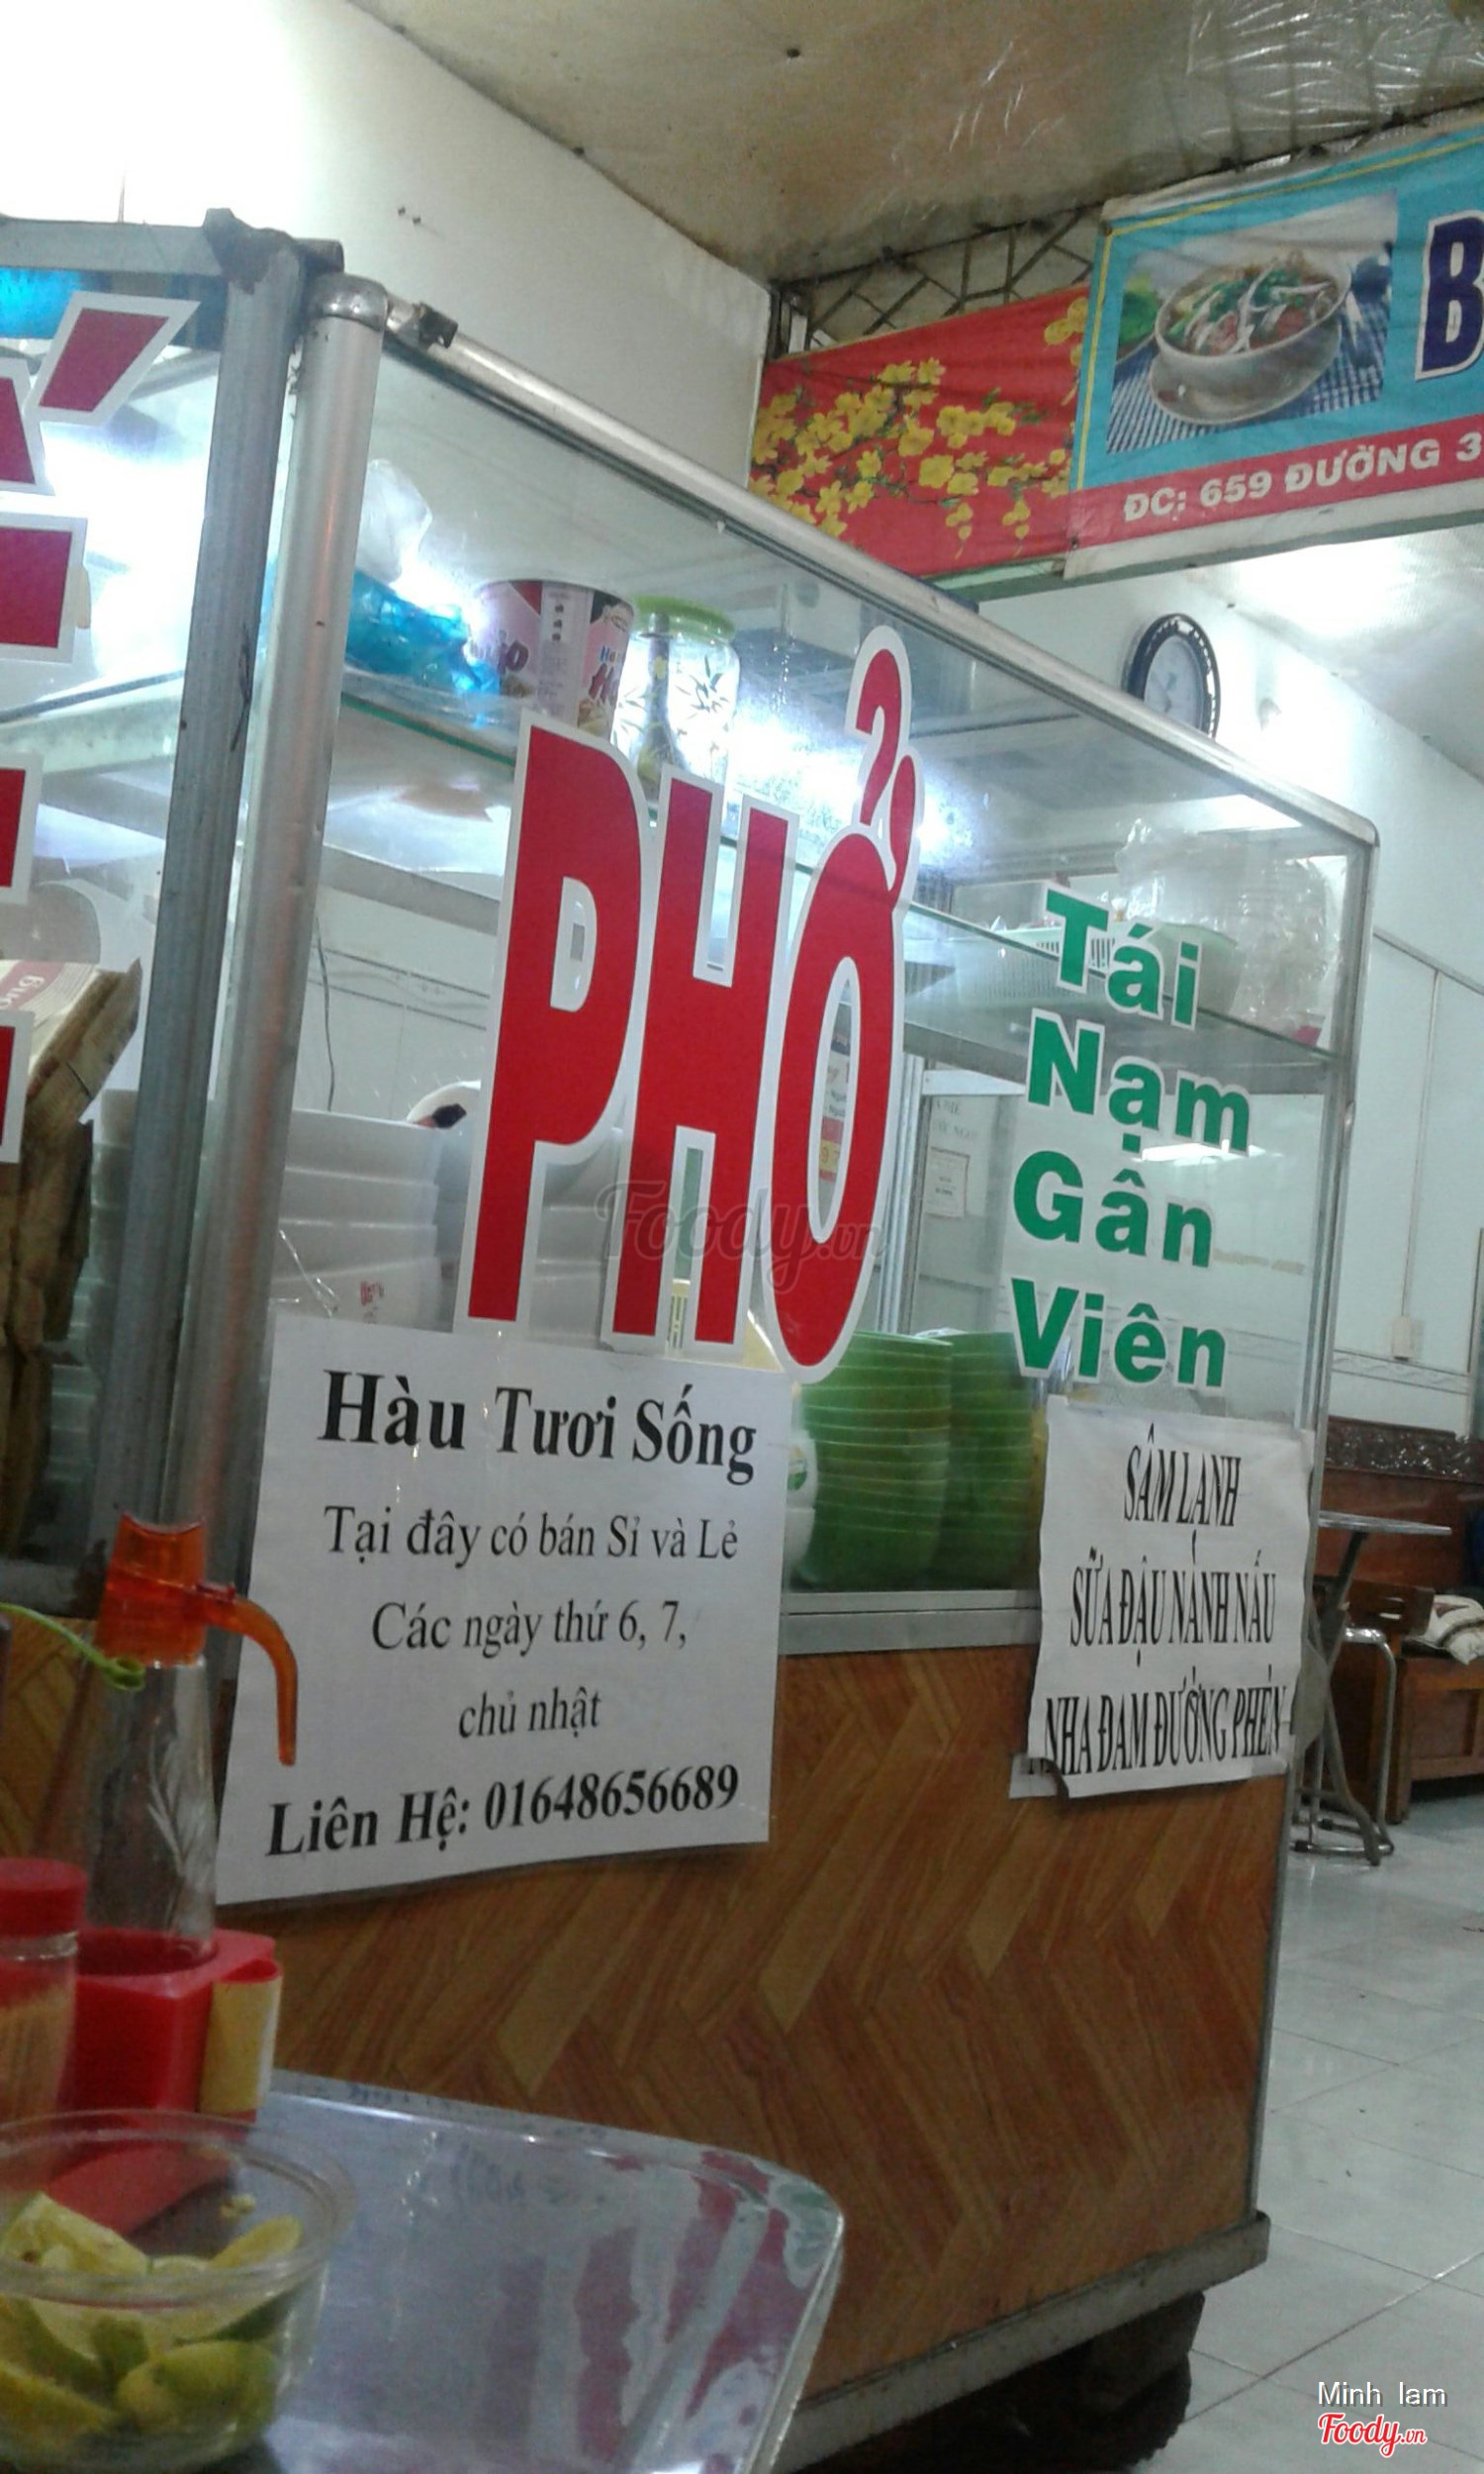 B
ĐC: 659 ĐƯỜNG 3
PHỞ
Tái
Nạm
Gân
Viên
Hàu Tươi Sống
Tại đây có bán Sỉ và Lẻ
Các ngày thứ 6, 7,
chủ nhật
Liên Hệ: 01648656689
SÂM LẠNH
SỮA ĐẬU NÀNH NẤU
NHA ĐAM ĐƯỜNG PHÈN
Foody.vn
Minh lam
Foody.vn